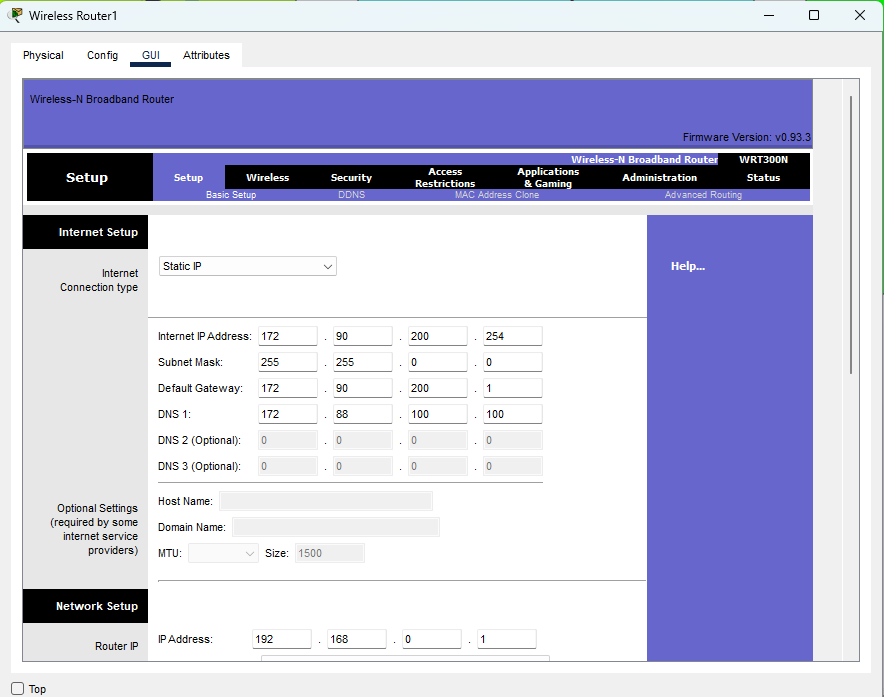 Wireless Router1
Physical Config GUI Attributes
Wireless-N Broadband Router
Firmware Version: v0.93.3
Wireless-N Broadband Router WRT300N
Setup
Setup Wireless Security Access Restrictions Applications & Gaming Administration Status
Basic Setup DDNS MAC Address Clone Advanced Routing
Internet Setup
Internet Connection type
Static IP
Help...
Internet IP Address: 172 . 90 . 200 . 254
Subnet Mask: 255 . 255 . 0 . 0
Default Gateway: 172 . 90 . 200 . 1
DNS 1: 172 . 88 . 100 . 100
DNS 2 (Optional): 0 . 0 . 0 . 0
DNS 3 (Optional): 0 . 0 . 0 . 0
Optional Settings
(required by some
internet service
providers)
Host Name:
Domain Name:
MTU: Size: 1500
Network Setup
Router IP
IP Address: 192 . 168 . 0 . 1
Top